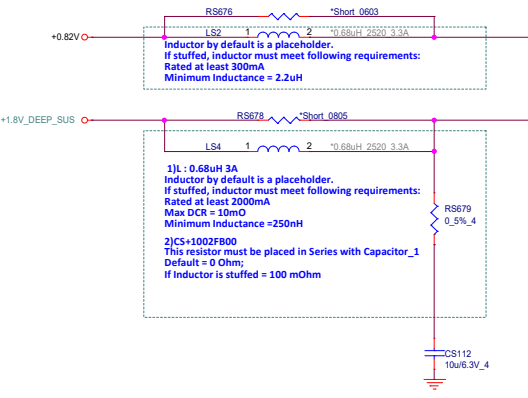 RS676
*Short_0603
+0.82V
LS2 1 2 *0.68uH_2520_3.3A
Inductor by default is a placeholder.
If stuffed, inductor must meet following requirements:
Rated at least 300mA
Minimum Inductance = 2.2uH
RS678
*Short_0805
+1.8V_DEEP_SUS
LS4 1 2 *0.68uH_2520_3.3A
1)L : 0.68uH 3A
Inductor by default is a placeholder.
If stuffed, inductor must meet following requirements:
Rated at least 2000mA
Max DCR = 10mO
Minimum Inductance =250nH
RS679
0_5%_4
2)CS+1002FB00
This resistor must be placed in Series with Capacitor_1
Default = 0 Ohm;
If Inductor is stuffed = 100 mOhm
CS112
10u/6.3V_4